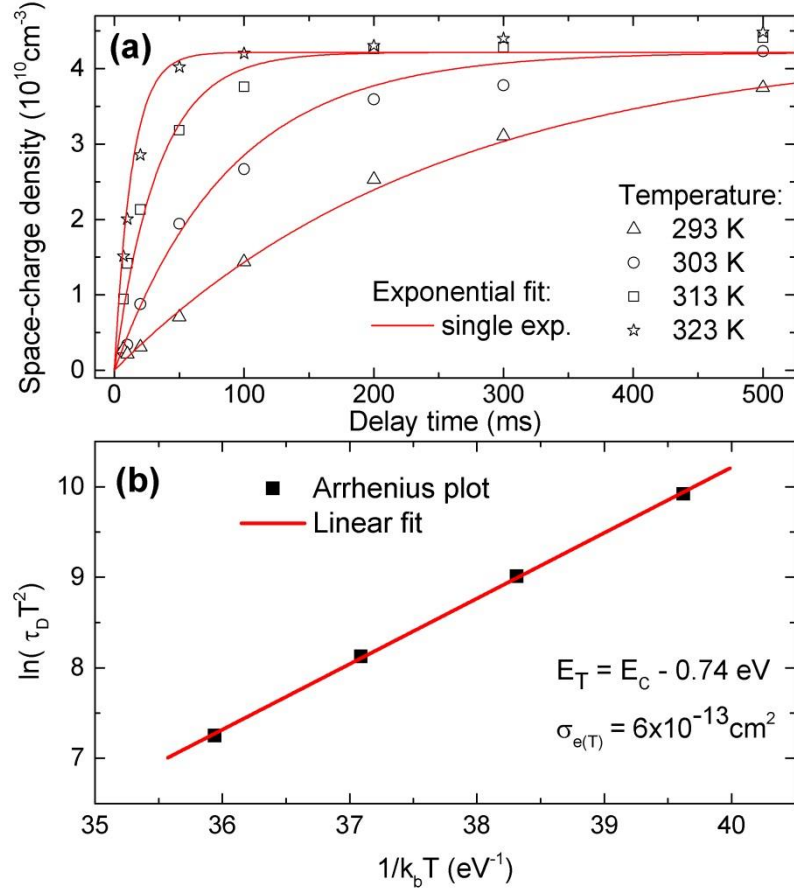 (a)
Space-charge density (10¹⁰cm⁻³)
4
3
2
1
0
Temperature:
△ 293 K
○ 303 K
□ 313 K
☆ 323 K
Exponential fit:
single exp.
0 100 200 300 400 500
Delay time (ms)
(b)
ln( τ_D T²)
10
9
8
7
■ Arrhenius plot
Linear fit
E_T = E_C - 0.74 eV
σ_e(T) = 6x10⁻¹³cm²
35 36 37 38 39 40
1/k_bT (eV⁻¹)